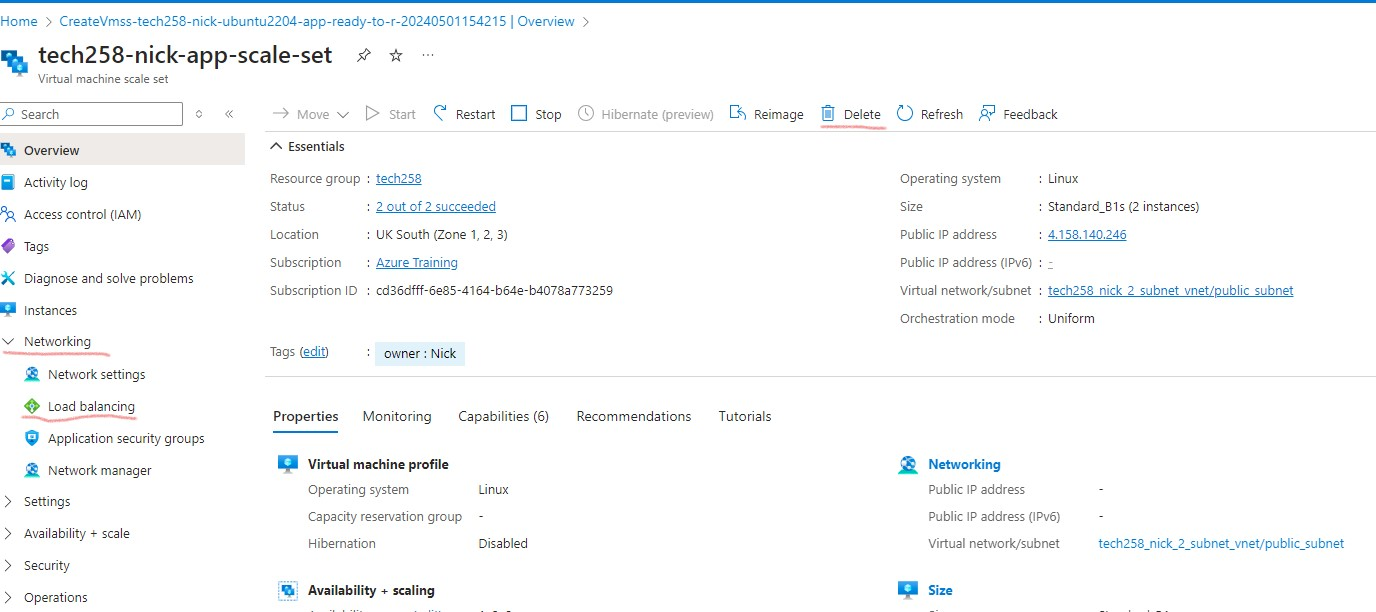 Home > CreateVmss-tech258-nick-ubuntu2204-app-ready-to-r-20240501154215 | Overview >
tech258-nick-app-scale-set
Virtual machine scale set
Search
Move Start Restart Stop Hibernate (preview) Reimage Delete Refresh Feedback
Overview
Activity log
Access control (IAM)
Tags
Diagnose and solve problems
Instances
Networking
Network settings
Load balancing
Application security groups
Network manager
Settings
Availability + scale
Security
Operations
Essentials
Resource group : tech258
Status : 2 out of 2 succeeded
Location : UK South (Zone 1, 2, 3)
Subscription : Azure Training
Subscription ID : cd36dfff-6e85-4164-b64e-b4078a773259
Operating system : Linux
Size : Standard_B1s (2 instances)
Public IP address : 4.158.140.246
Public IP address (IPv6) : -
Virtual network/subnet : tech258_nick_2_subnet_vnet/public_subnet
Orchestration mode : Uniform
Tags (edit) : owner : Nick
Properties Monitoring Capabilities (6) Recommendations Tutorials
Virtual machine profile
Operating system Linux
Capacity reservation group -
Hibernation Disabled
Availability + scaling
Networking
Public IP address -
Public IP address (IPv6) -
Virtual network/subnet tech258_nick_2_subnet_vnet/public_subnet
Size